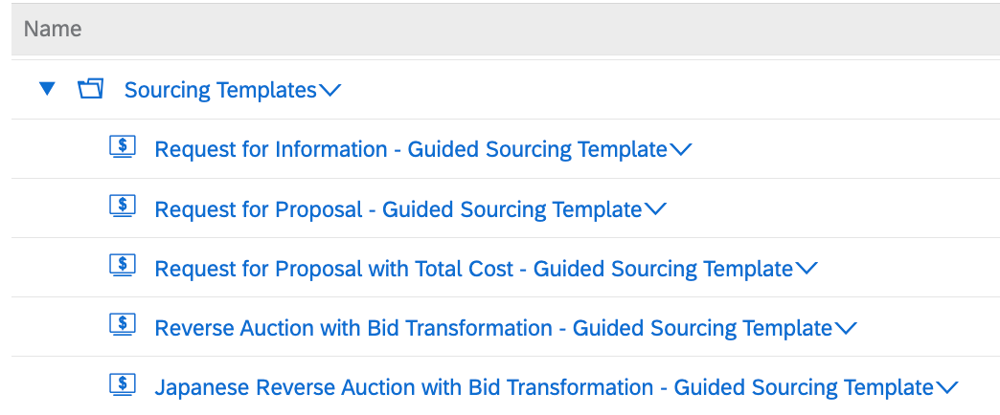 Name
Sourcing Templates
$ Request for Information - Guided Sourcing Template
$ Request for Proposal - Guided Sourcing Template
$ Request for Proposal with Total Cost - Guided Sourcing Template
$ Reverse Auction with Bid Transformation - Guided Sourcing Template
$ Japanese Reverse Auction with Bid Transformation - Guided Sourcing Template